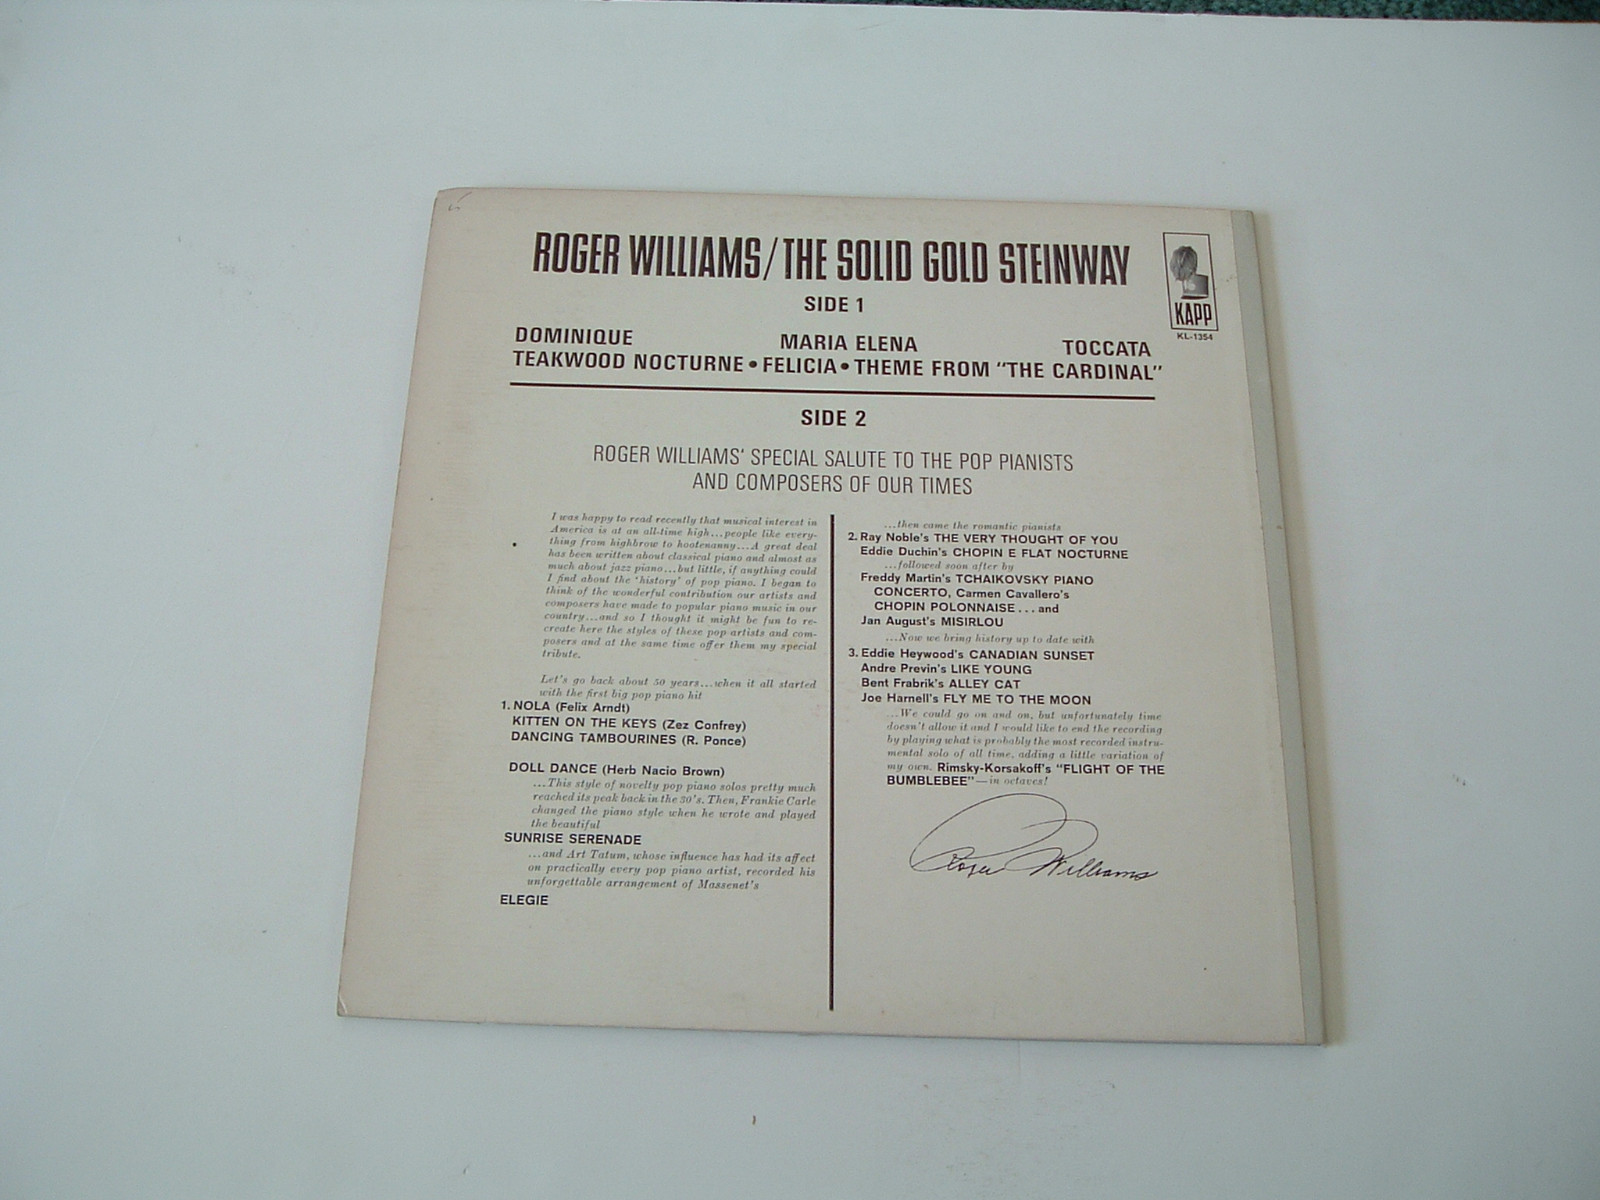 ROGER WILLIAMS/THE SOLID GOLD STEINWAY
KAPP
KL-1354
SIDE 1
DOMINIQUE MARIA ELENA TOCCATA
TEAKWOOD NOCTURNE • FELICIA • THEME FROM "THE CARDINAL"
SIDE 2
ROGER WILLIAMS' SPECIAL SALUTE TO THE POP PIANISTS
AND COMPOSERS OF OUR TIMES
I was happy to read recently that musical interest in
America is at an all-time high...people like every-
thing from highbrow to hootenanny...A great deal
has been written about classical piano and almost as
much about jazz piano...but little, if anything could
I find about the 'history' of pop piano. I began to
think of the wonderful contribution our artists and
composers have made to popular piano music in our
country...and so I thought it might be fun to re-
create here the styles of these pop artists and com-
posers and at the same time offer them my special
tribute.
Let's go back about 50 years...when it all started
with the first big pop piano hit
1. NOLA (Felix Arndt)
KITTEN ON THE KEYS (Zez Confrey)
DANCING TAMBOURINES (R. Ponce)
DOLL DANCE (Herb Nacio Brown)
...This style of novelty pop piano solos pretty much
reached its peak back in the 30's. Then, Frankie Carle
changed the piano style when he wrote and played
the beautiful
SUNRISE SERENADE
...and Art Tatum, whose influence has had its affect
on practically every pop piano artist, recorded his
unforgettable arrangement of Massenet's
ELEGIE
...then came the romantic pianists
2. Ray Noble's THE VERY THOUGHT OF YOU
Eddie Duchin's CHOPIN E FLAT NOCTURNE
...followed soon after by
Freddy Martin's TCHAIKOVSKY PIANO
CONCERTO, Carmen Cavallero's
CHOPIN POLONNAISE...and
Jan August's MISIRLOU
...Now we bring history up to date with
3. Eddie Heywood's CANADIAN SUNSET
Andre Previn's LIKE YOUNG
Bent Frabrik's ALLEY CAT
Joe Harnell's FLY ME TO THE MOON
...We could go on and on, but unfortunately time
doesn't allow it and I would like to end the recording
by playing what is probably the most recorded instru-
mental solo of all time, adding a little variation of
my own. Rimsky-Korsakoff's "FLIGHT OF THE
BUMBLEBEE"—in octaves!
Roger Williams